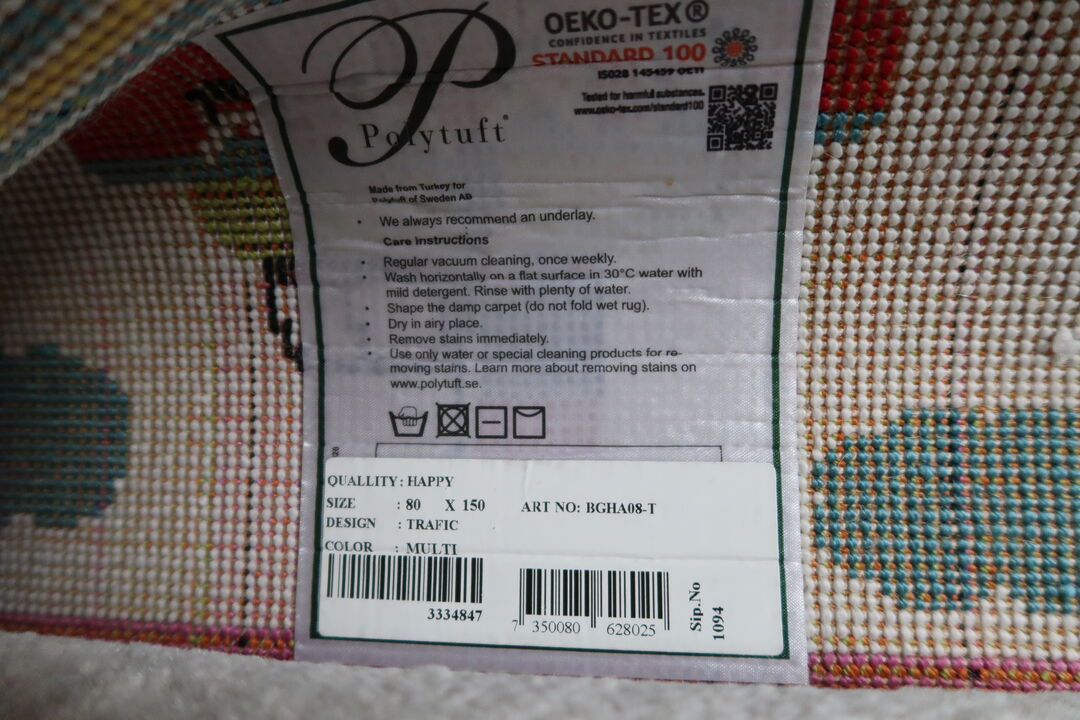 OEKO-TEX®
CONFIDENCE IN TEXTILES
STANDARD 100
IS028 145459 OETI
Tested for harmful substances.
www.oeko-tex.com/standard100
P
Polytuft®
Made from Turkey for
Polytuft of Sweden AB
• We always recommend an underlay.
Care instructions
• Regular vacuum cleaning, once weekly.
• Wash horizontally on a flat surface in 30°C water with
mild detergent. Rinse with plenty of water.
• Shape the damp carpet (do not fold wet rug).
• Dry in airy place.
• Remove stains immediately.
• Use only water or special cleaning products for re-
moving stains. Learn more about removing stains on
www.polytuft.se.
QUALLITY : HAPPY
SIZE : 80 X 150 ART NO: BGHA08-T
DESIGN : TRAFIC
COLOR : MULTI
3334847
7 350080 628025
Sip.No
1094